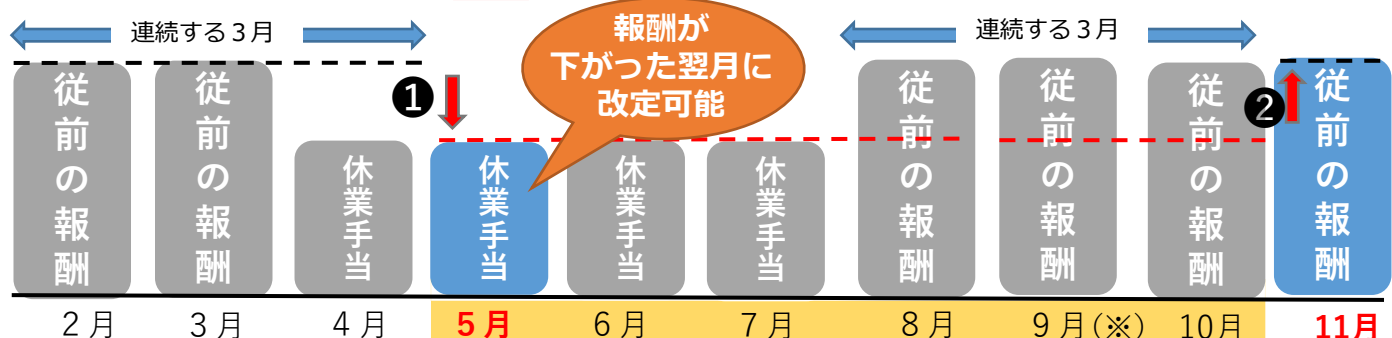 連続する３月
連続する３月
報酬が
下がった翌月に
改定可能
❶
❷
従前の報酬
従前の報酬
休業手当
休業手当
休業手当
休業手当
従前の報酬
従前の報酬
従前の報酬
従前の報酬
２月
３月
４月
５月
６月
７月
８月
９月(※)
10月
11月